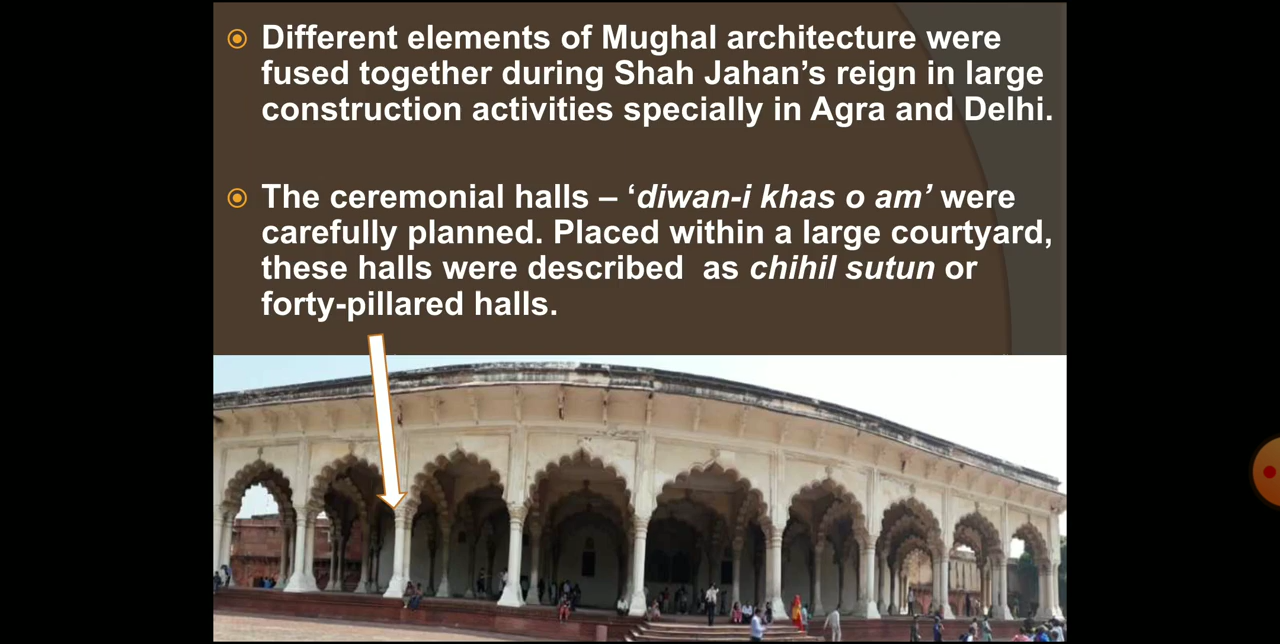 Different elements of Mughal architecture were
fused together during Shah Jahan’s reign in large
construction activities specially in Agra and Delhi.
The ceremonial halls – ‘diwan-i khas o am’ were
carefully planned. Placed within a large courtyard,
these halls were described  as chihil sutun or
forty-pillared halls.